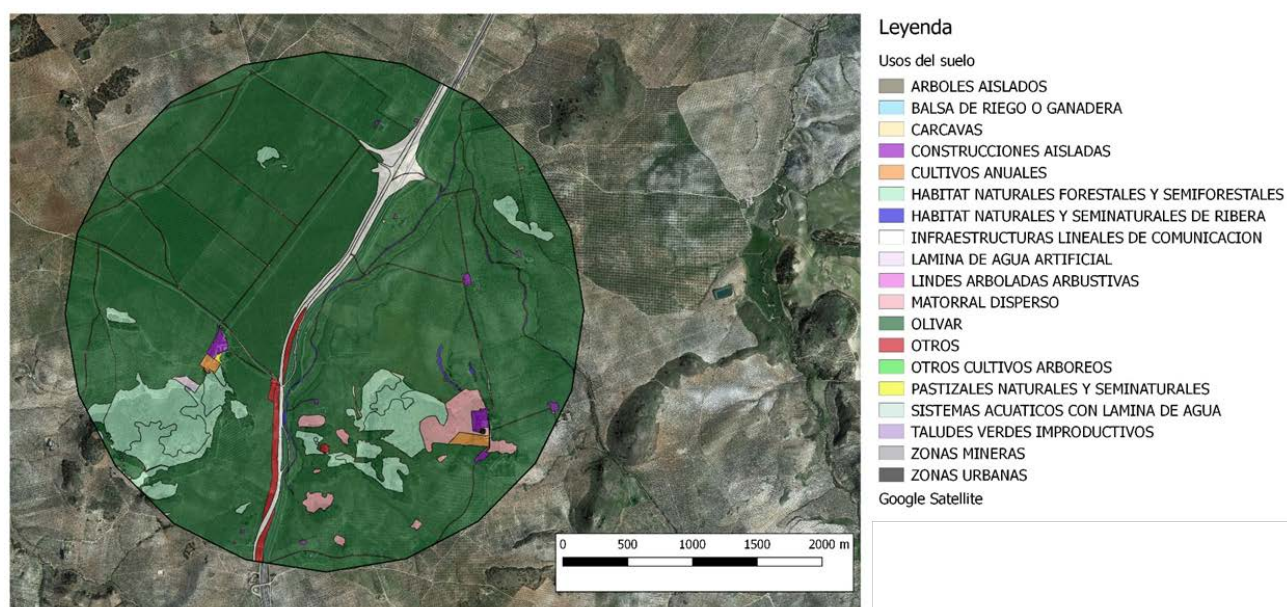 Leyenda
Usos del suelo
ARBOLES AISLADOS
BALSA DE RIEGO O GANADERA
CARCAVAS
CONSTRUCCIONES AISLADAS
CULTIVOS ANUALES
HABITAT NATURALES FORESTALES Y SEMIFORESTALES
HABITAT NATURALES Y SEMINATURALES DE RIBERA
INFRAESTRUCTURAS LINEALES DE COMUNICACION
LAMINA DE AGUA ARTIFICIAL
LINDES ARBOLADAS ARBUSTIVAS
MATORRAL DISPERSO
OLIVAR
OTROS
OTROS CULTIVOS ARBOREOS
PASTIZALES NATURALES Y SEMINATURALES
SISTEMAS ACUATICOS CON LAMINA DE AGUA
TALUDES VERDES IMPRODUCTIVOS
ZONAS MINERAS
ZONAS URBANAS
Google Satellite
0 500 1000 1500 2000 m